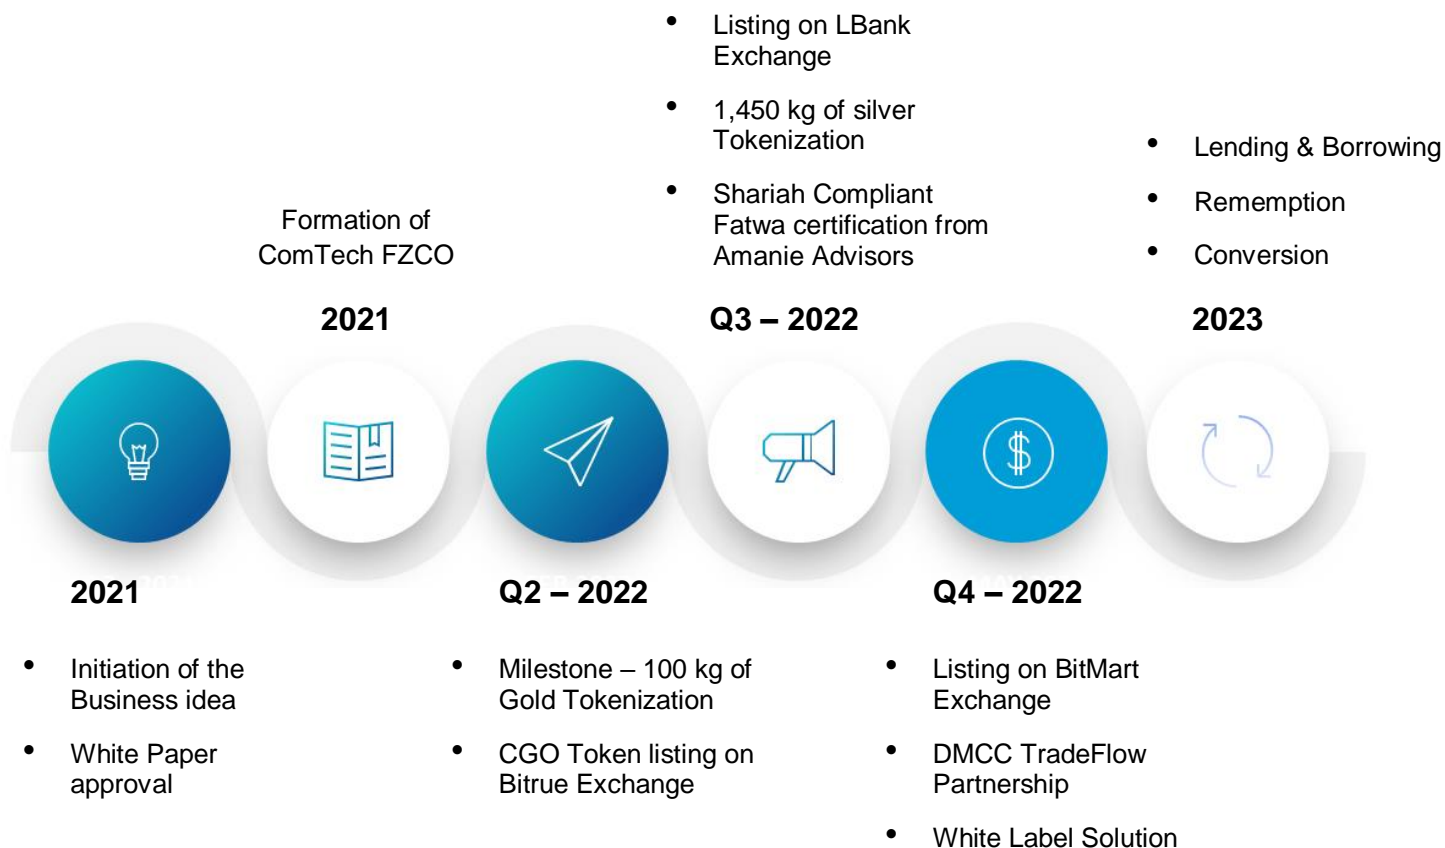 2021
• Initiation of the
Business idea
• White Paper
approval
Formation of
ComTech FZCO
2021
Q2 – 2022
• Milestone – 100 kg of
Gold Tokenization
• CGO Token listing on
Bitrue Exchange
• Listing on LBank
Exchange
• 1,450 kg of silver
Tokenization
• Shariah Compliant
Fatwa certification from
Amanie Advisors
Q3 – 2022
Q4 – 2022
• Listing on BitMart
Exchange
• DMCC TradeFlow
Partnership
• White Label Solution
• Lending & Borrowing
• Rememption
• Conversion
2023